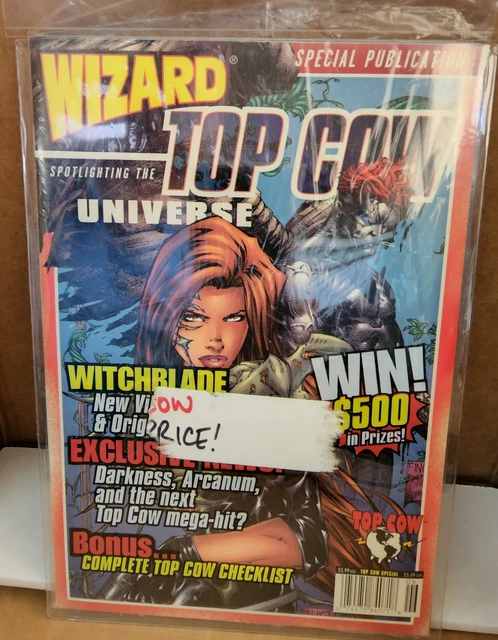 WIZARD®
SPECIAL PUBLICATION
SPOTLIGHTING THE
TOP COW
UNIVERSE
WITCHBLADE
New
& Orig
WIN!
$500
in Prizes!
OW
RICE!
EXCLUSIVE NEWS!
Darkness, Arcanum,
and the next
Top Cow mega-hit?
Bonus...
COMPLETE TOP COW CHECKLIST
TOP COW
TOP COW SPECIAL